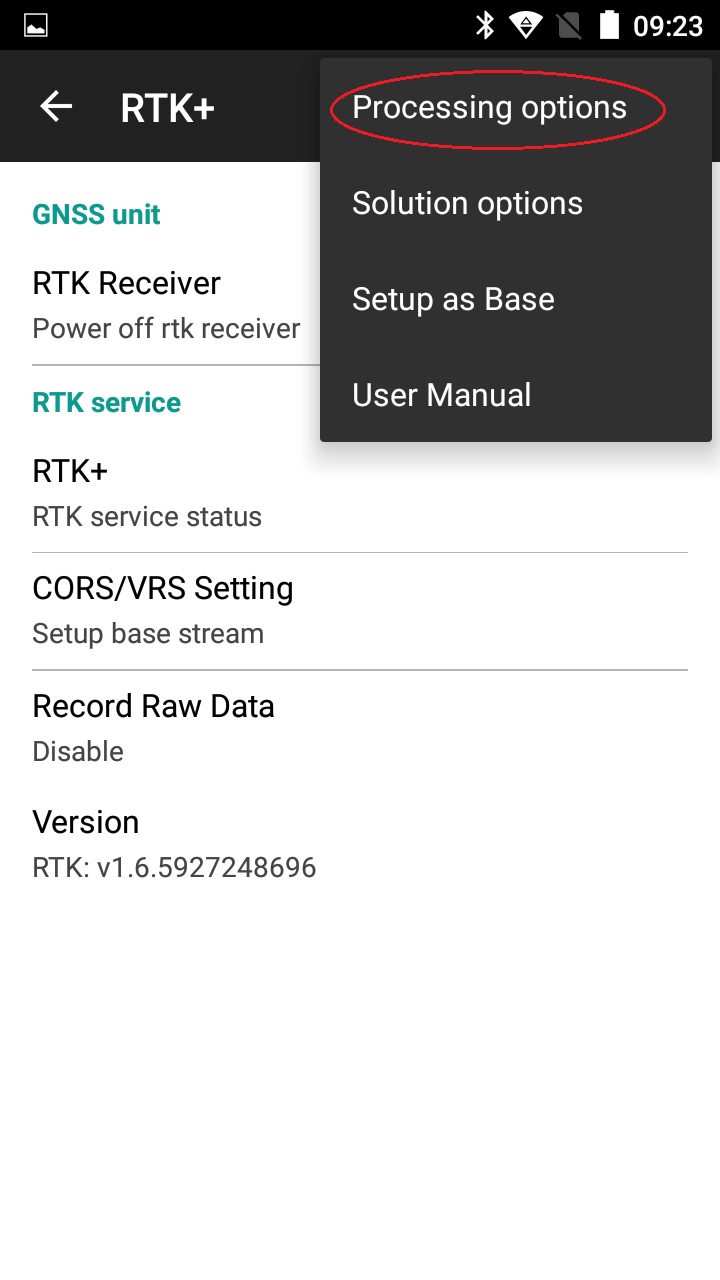 09:23
RTK+
Processing options
Solution options
Setup as Base
User Manual
GNSS unit
RTK Receiver
Power off rtk receiver
RTK service
RTK+
RTK service status
CORS/VRS Setting
Setup base stream
Record Raw Data
Disable
Version
RTK: v1.6.5927248696